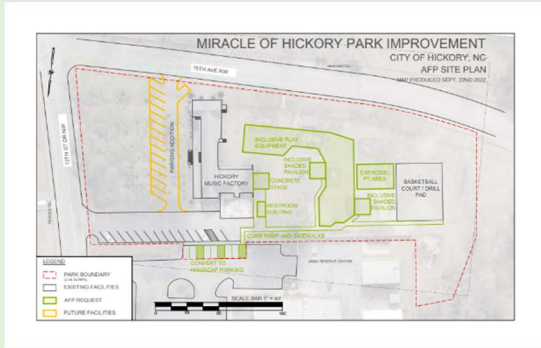 MIRACLE OF HICKORY PARK IMPROVEMENT
CITY OF HICKORY, NC
AFP SITE PLAN
MAP PRODUCED SEPT. 22ND 2022
15TH AVE NW
13TH ST DR NW
PARKING ADDITION
HICKORY
MUSIC FACTORY
INCLUSIVE PLAY
EQUIPMENT
INCLUSIVE
SHADED
PAVILION
CONCRETE
STAGE
RESTROOM
BUILDING
EXERCISE/
PT AREA
INCLUSIVE
SHADED
PAVILION
BASKETBALL
COURT / DRILL
PAD
CURB RAMP AND SIDEWALKS
CONVERT TO
HANDICAP PARKING
ARMY RESERVE CENTER
LEGEND
PARK BOUNDARY
EXISTING FACILITIES
AFP REQUEST
FUTURE FACILITIES
SCALE BAR 1" = 40'